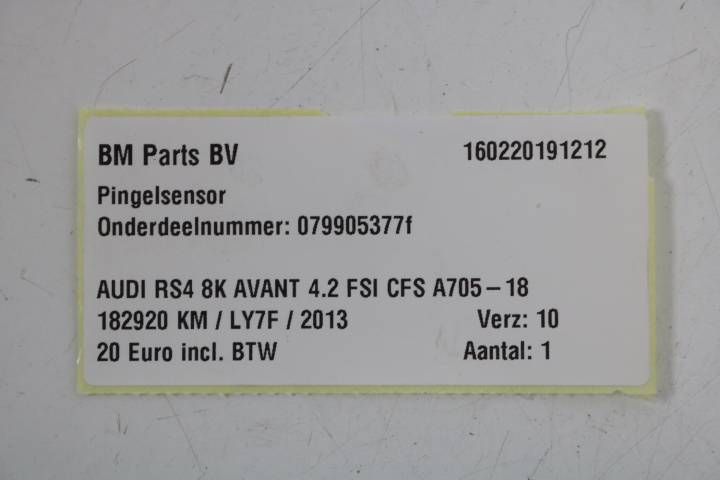 BM Parts BV 160220191212
Pingelsensor
Onderdeelnummer: 079905377f
AUDI RS4 8K AVANT 4.2 FSI CFS A705-18
182920 KM / LY7F / 2013 Verz: 10
20 Euro incl. BTW Aantal: 1